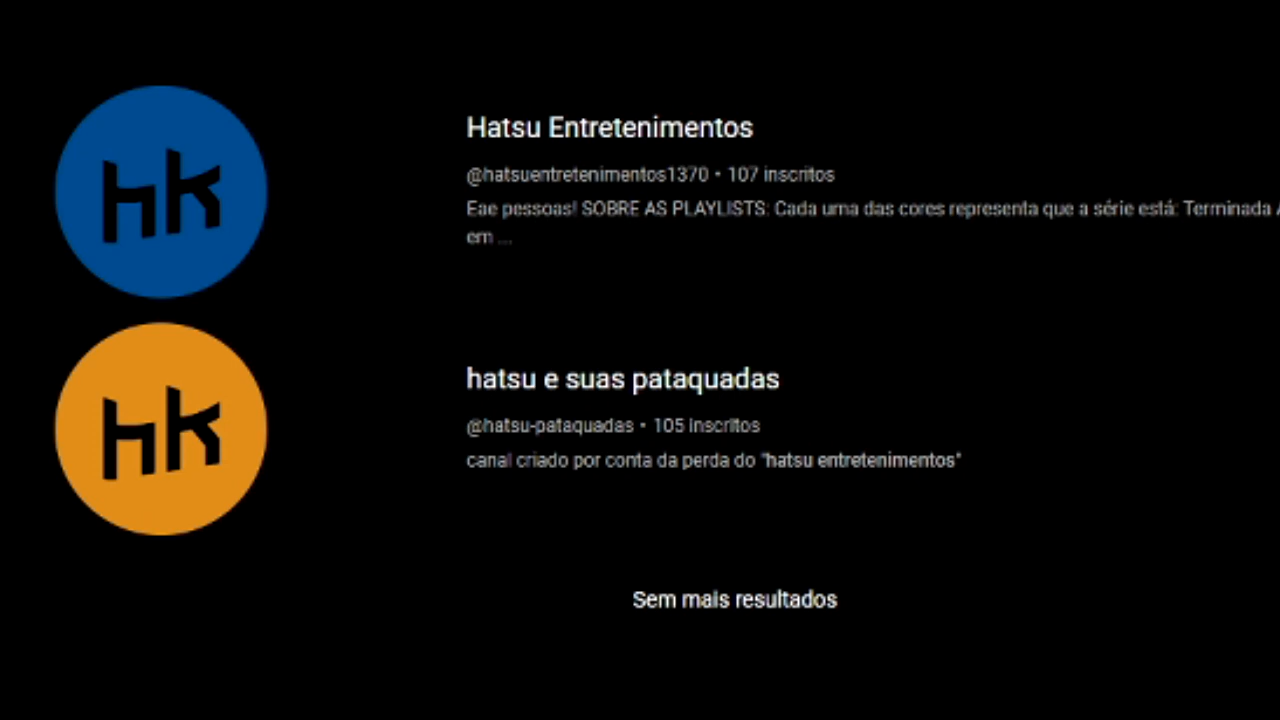 hk
Hatsu Entretenimentos
@hatsuentretenimentos1370 • 107 inscritos
Eae pessoas! SOBRE AS PLAYLISTS: Cada uma das cores representa que a série está: Terminada
em ...
hk
hatsu e suas pataquadas
@hatsu-pataquadas • 105 inscritos
canal criado por conta da perda do "hatsu entretenimentos"
Sem mais resultados